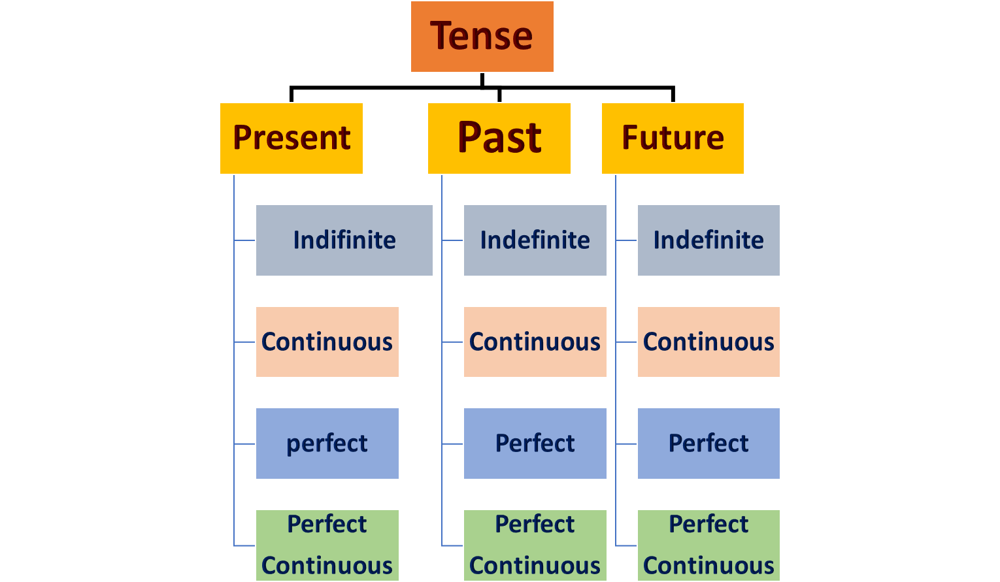 Tense
Present
Past
Future
Indifinite
Indefinite
Indefinite
Continuous
Continuous
Continuous
perfect
Perfect
Perfect
Perfect
Continuous
Perfect
Continuous
Perfect
Continuous